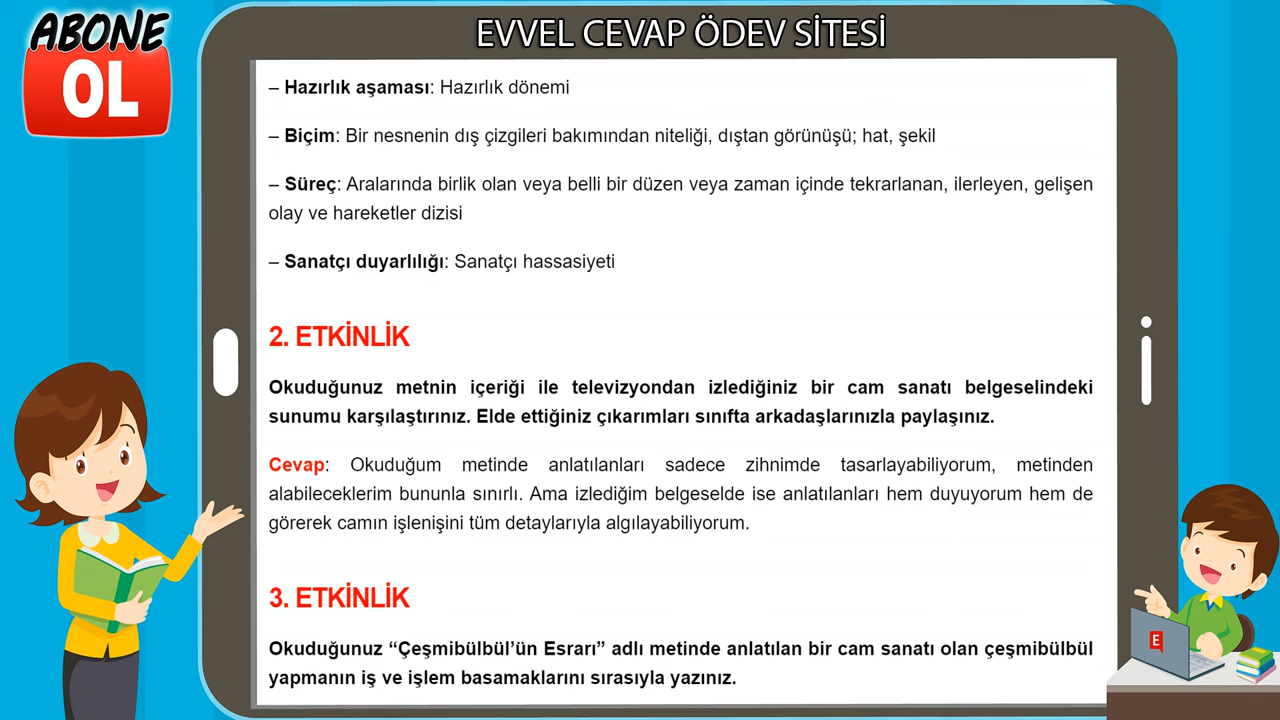 ABONE
OL
EVVEL CEVAP ÖDEV SİTESİ
– Hazırlık aşaması: Hazırlık dönemi
– Biçim: Bir nesnenin dış çizgileri bakımından niteliği, dıştan görünüşü; hat, şekil
– Süreç: Aralarında birlik olan veya belli bir düzen veya zaman içinde tekrarlanan, ilerleyen, gelişen
olay ve hareketler dizisi
– Sanatçı duyarlılığı: Sanatçı hassasiyeti
2. ETKİNLİK
Okuduğunuz metnin içeriği ile televizyondan izlediğiniz bir cam sanatı belgeselindeki
sunumu karşılaştırınız. Elde ettiğiniz çıkarımları sınıfta arkadaşlarınızla paylaşınız.
Cevap: Okuduğum metinde anlatılanları sadece zihnimde tasarlayabiliyorum, metinden
alabileceklerim bununla sınırlı. Ama izlediğim belgeselde ise anlatılanları hem duyuyorum hem de
görerek camın işlenişini tüm detaylarıyla algılayabiliyorum.
3. ETKİNLİK
Okuduğunuz “Çeşmibülbül’ün Esrarı” adlı metinde anlatılan bir cam sanatı olan çeşmibülbül
yapmanın iş ve işlem basamaklarını sırasıyla yazınız.
E